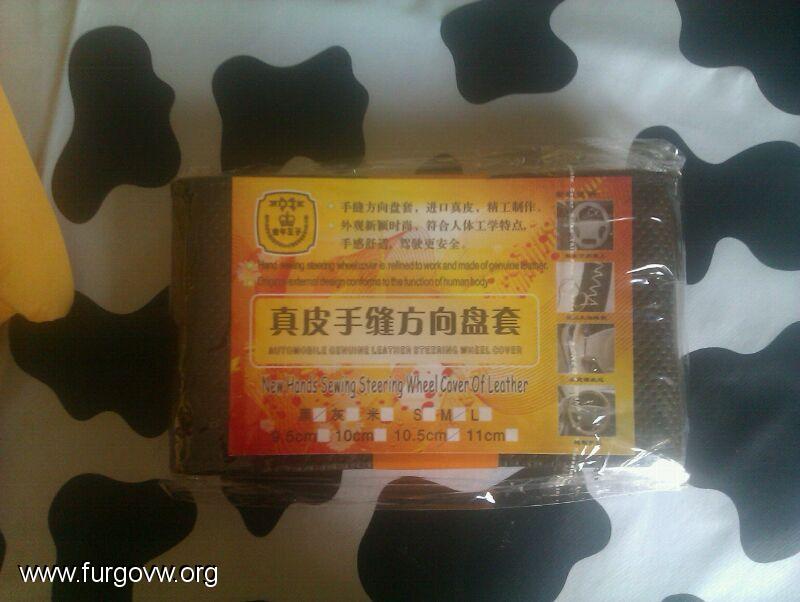 手缝方向盘套，进口真皮，精工制作。
外观新颖时尚，符合人体工学特点，
手感舒适，驾驶更安全。
Hand sewing steering wheel cover is refined to work and made of genuine leather.
Original external design conforms to the function of human body
真皮手缝方向盘套
AUTOMOBILE GENUINE LEATHER STEERING WHEEL COVER
New Hands Sewing Steering Wheel Cover Of Leather
黑 灰 米 S M L
9.5cm 10cm 10.5cm 11cm
www.furgovw.org